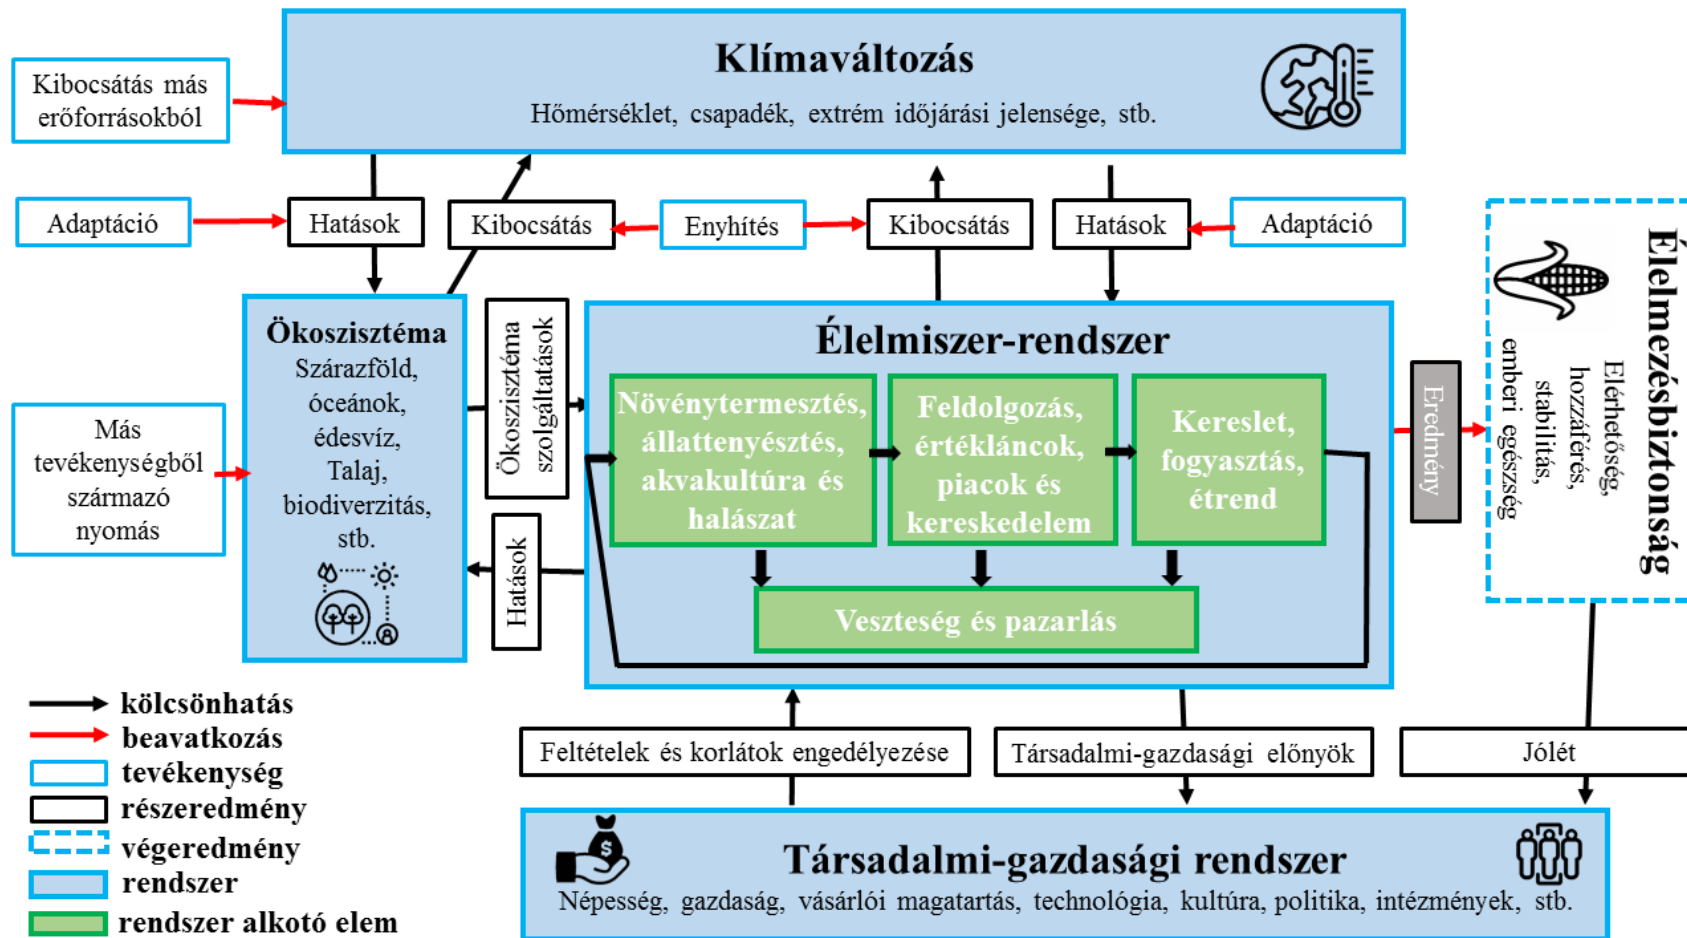 Klímaváltozás
Hőmérséklet, csapadék, extrém időjárási jelensége, stb.
Kibocsátás más
erőforrásokból
Adaptáció
Hatások
Kibocsátás
Enyhítés
Kibocsátás
Hatások
Adaptáció
Ökoszisztéma
Szárazföld,
óceánok,
édesvíz,
Talaj,
biodiverzitás,
stb.
Más
tevékenységből
származó
nyomás
Ökoszisztéma
szolgáltatások
Hatások
Élelmiszer-rendszer
Növénytermesztés,
állattenyésztés,
akvakultúra és
halászat
Feldolgozás,
értékláncok,
piacok és
kereskedelem
Kereslet,
fogyasztás,
étrend
Veszteség és pazarlás
Eredmény
Élelmezésbiztonság
Elérhetőség,
hozzáférés,
stabilitás,
emberi egészség
kölcsönhatás
beavatkozás
tevékenység
részeredmény
végeredmény
rendszer
rendszer alkotó elem
Feltételek és korlátok engedélyezése
Társadalmi-gazdasági előnyök
Jólét
$
Társadalmi-gazdasági rendszer
Népesség, gazdaság, vásárlói magatartás, technológia, kultúra, politika, intézmények, stb.